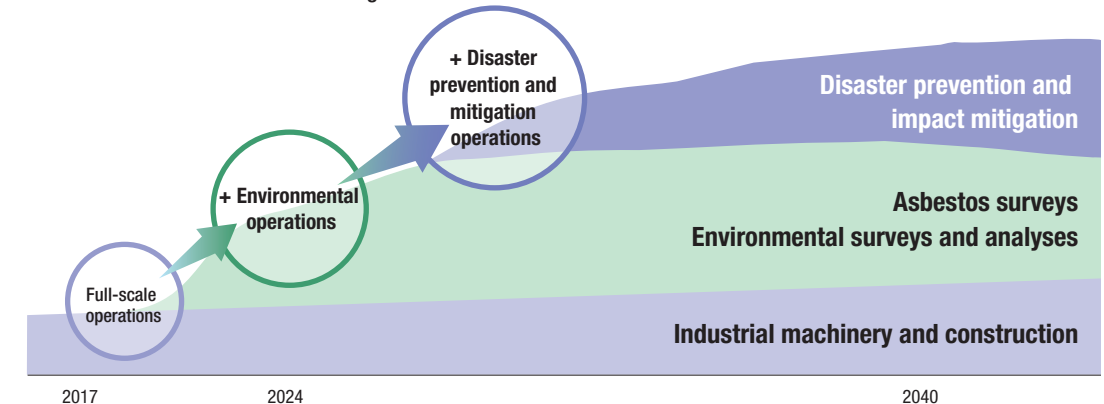 + Disaster
prevention and
mitigation
operations
Disaster prevention and
impact mitigation
+ Environmental
operations
Asbestos surveys
Environmental surveys and analyses
Full-scale
operations
Industrial machinery and construction
2017
2024
2040